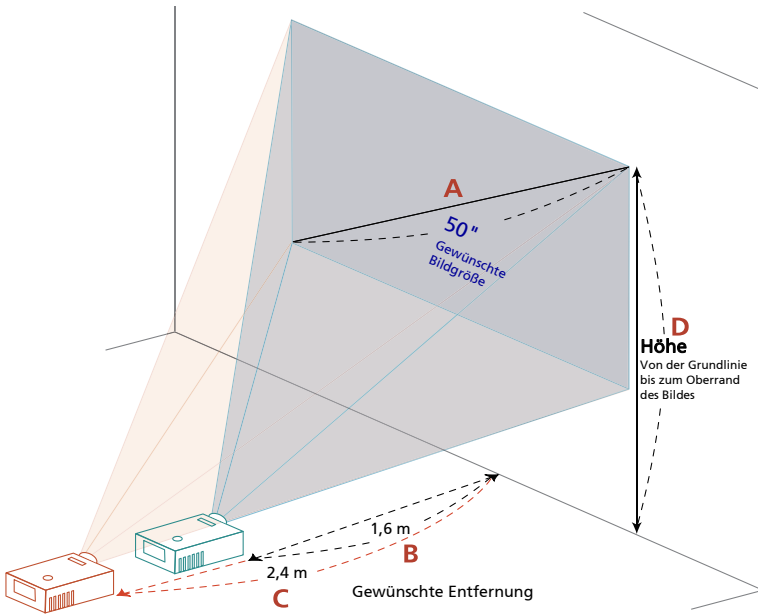 A
50"
Gewünschte
Bildgröße
D
Höhe
Von der Grundlinie
bis zum Oberrand
des Bildes
1,6 m
B
2,4 m
C
Gewünschte Entfernung